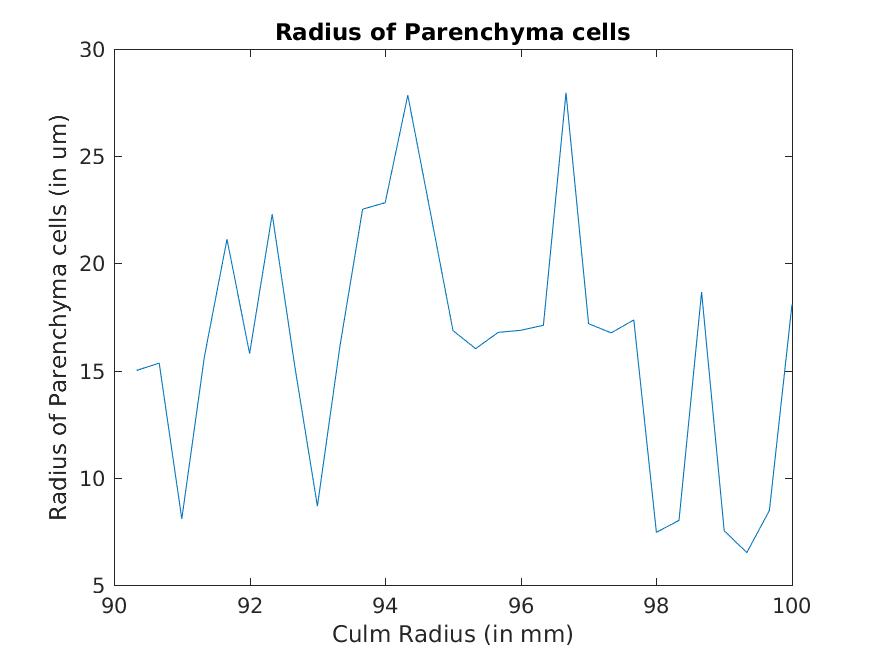 Radius of Parenchyma cells
30
25
20
15
10
5
Radius of Parenchyma cells (in um)
90 92 94 96 98 100
Culm Radius (in mm)